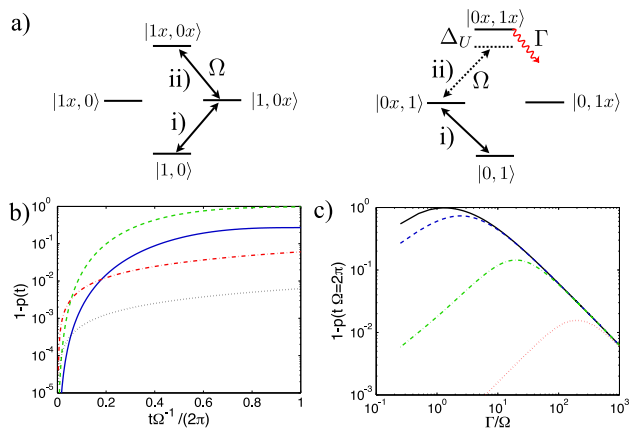 a)
|1x,0x⟩
ii)
Ω
|1x,0⟩
|1,0x⟩
i)
|1,0⟩
|0x,1x⟩
Δ_U
Γ
ii)
Ω
|0x,1⟩
|0,1x⟩
i)
|0,1⟩
b)
1-p(t)
10^0
10^-1
10^-2
10^-3
10^-4
10^-5
0 0.2 0.4 0.6 0.8 1
tΩ^-1/(2π)
c)
1-p(t Ω=2π)
10^0
10^-1
10^-2
10^-3
10^-1 10^0 10^1 10^2 10^3
Γ/Ω